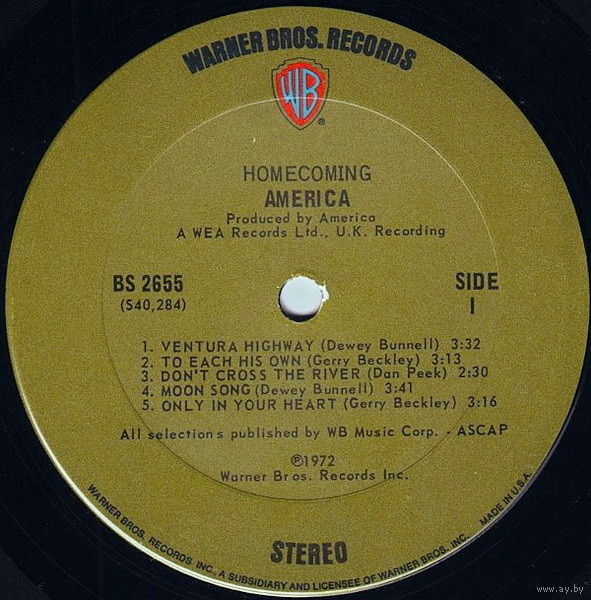 WARNER BROS. RECORDS
WB
®
HOMECOMING
AMERICA
Produced by America
A WEA Records Ltd., U.K. Recording
BS 2655
(S40,284)
SIDE
1
1. VENTURA HIGHWAY (Dewey Bunnell) 3:32
2. TO EACH HIS OWN (Gerry Beckley) 3:13
3. DON'T CROSS THE RIVER (Dan Peek) 2:30
4. MOON SONG (Dewey Bunnell) 3:41
5. ONLY IN YOUR HEART (Gerry Beckley) 3:16
All selections published by WB Music Corp. - ASCAP
℗1972
Warner Bros. Records Inc.
STEREO
WARNER BROS. RECORDS INC., A SUBSIDIARY AND LICENSEE OF WARNER BROS. INC. MADE IN U.S.A.
www.ay.by